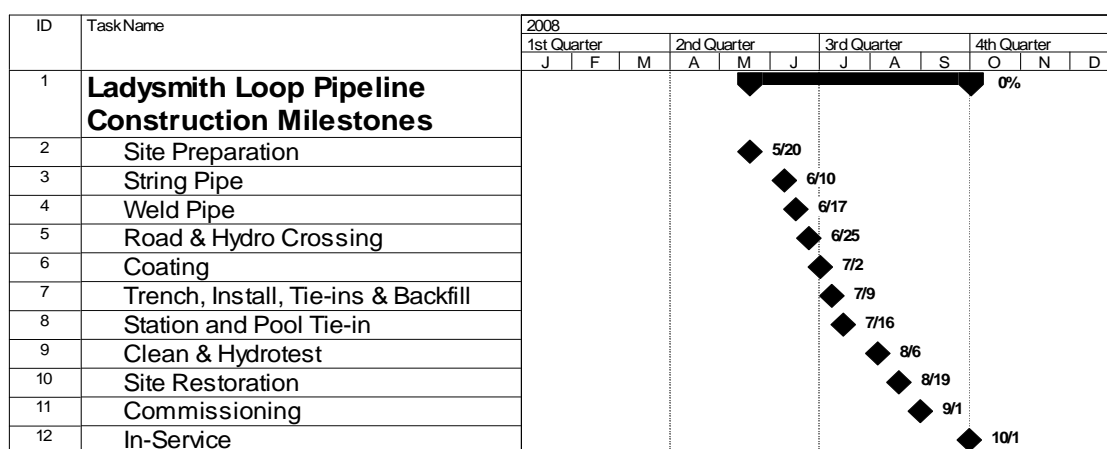 ID Task Name 2008
1st Quarter 2nd Quarter 3rd Quarter 4th Quarter
J F M A M J J A S O N D
1 Ladysmith Loop Pipeline 0%
Construction Milestones
2 Site Preparation 5/20
3 String Pipe 6/10
4 Weld Pipe 6/17
5 Road & Hydro Crossing 6/25
6 Coating 7/2
7 Trench, Install, Tie-ins & Backfill 7/9
8 Station and Pool Tie-in 7/16
9 Clean & Hydrotest 8/6
10 Site Restoration 8/19
11 Commissioning 9/1
12 In-Service 10/1